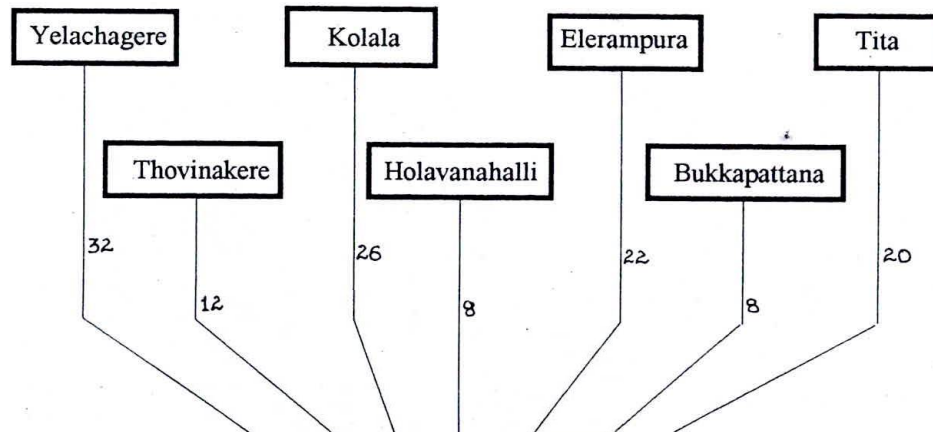 Yelachagere
Kolala
Elerampura
Tita
Thovinakere
Holavanahalli
Bukkapattana
32
26
22
20
12
8
8